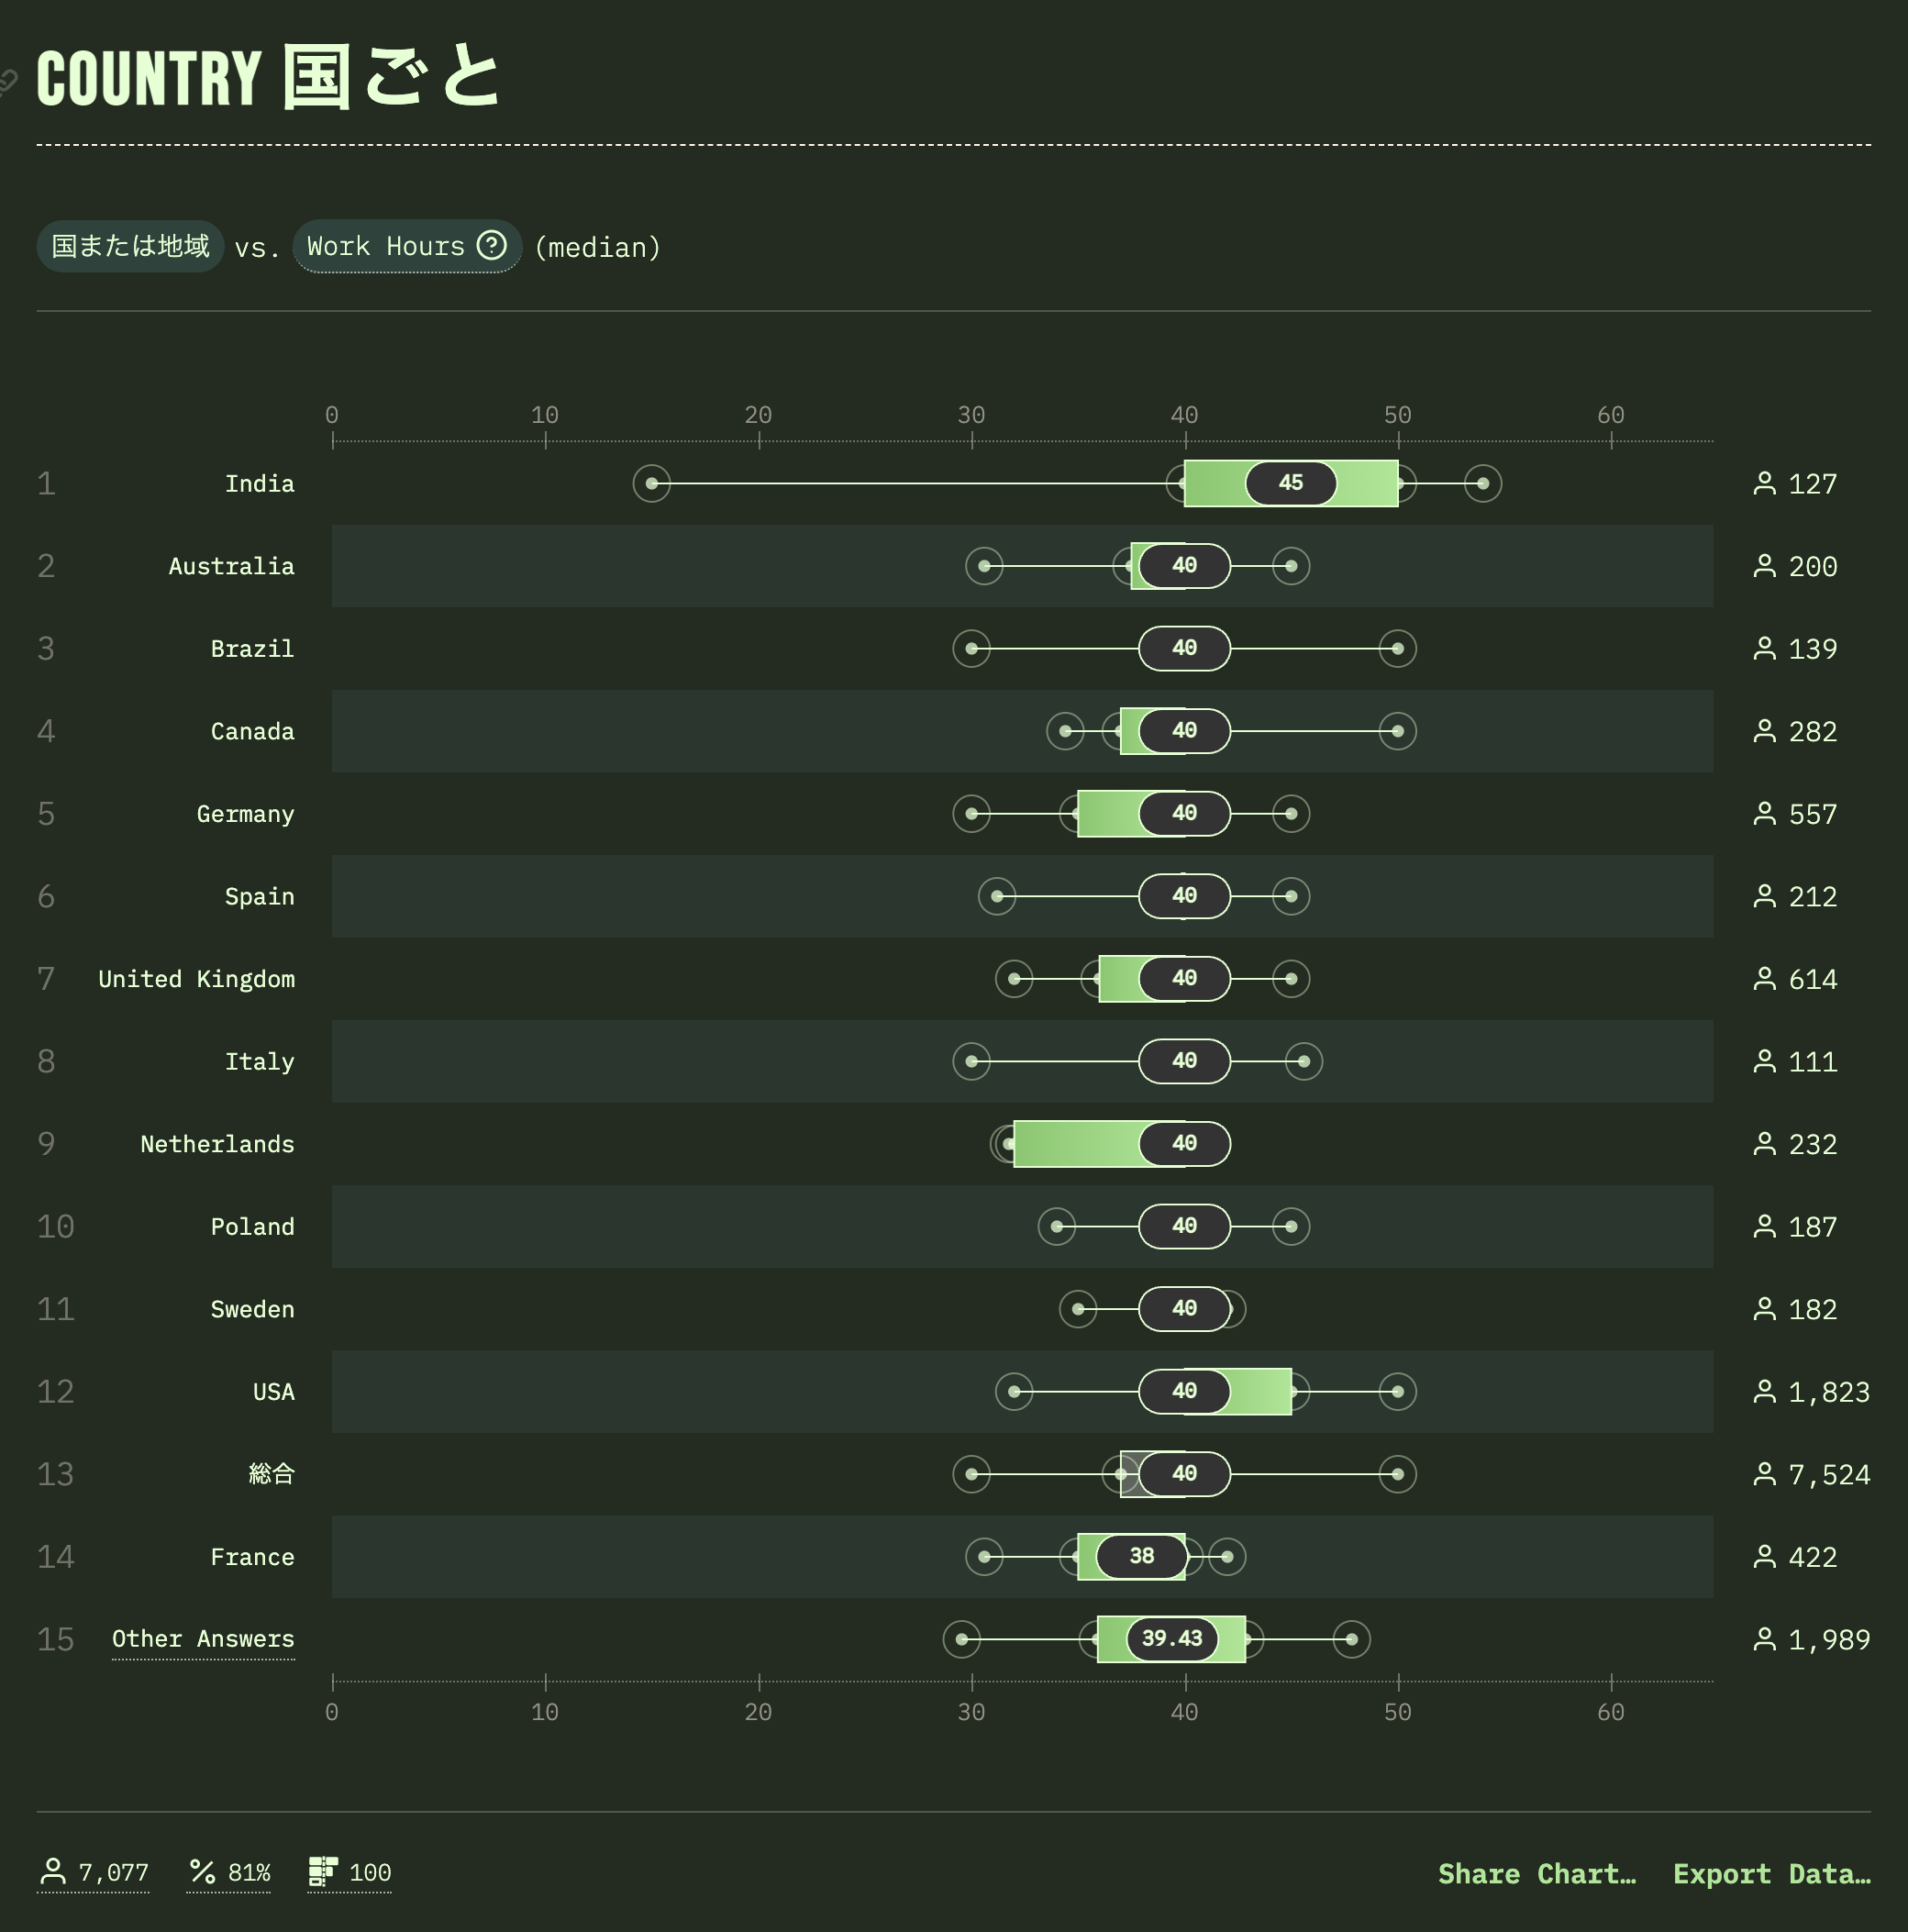 COUNTRY 国ごと
国または地域 vs. Work Hours ? (median)
0 10 20 30 40 50 60
1 India 45 127
2 Australia 40 200
3 Brazil 40 139
4 Canada 40 282
5 Germany 40 557
6 Spain 40 212
7 United Kingdom 40 614
8 Italy 40 111
9 Netherlands 40 232
10 Poland 40 187
11 Sweden 40 182
12 USA 40 1,823
13 総合 40 7,524
14 France 38 422
15 Other Answers 39.43 1,989
0 10 20 30 40 50 60
7,077 % 81% 100 Share Chart… Export Data…